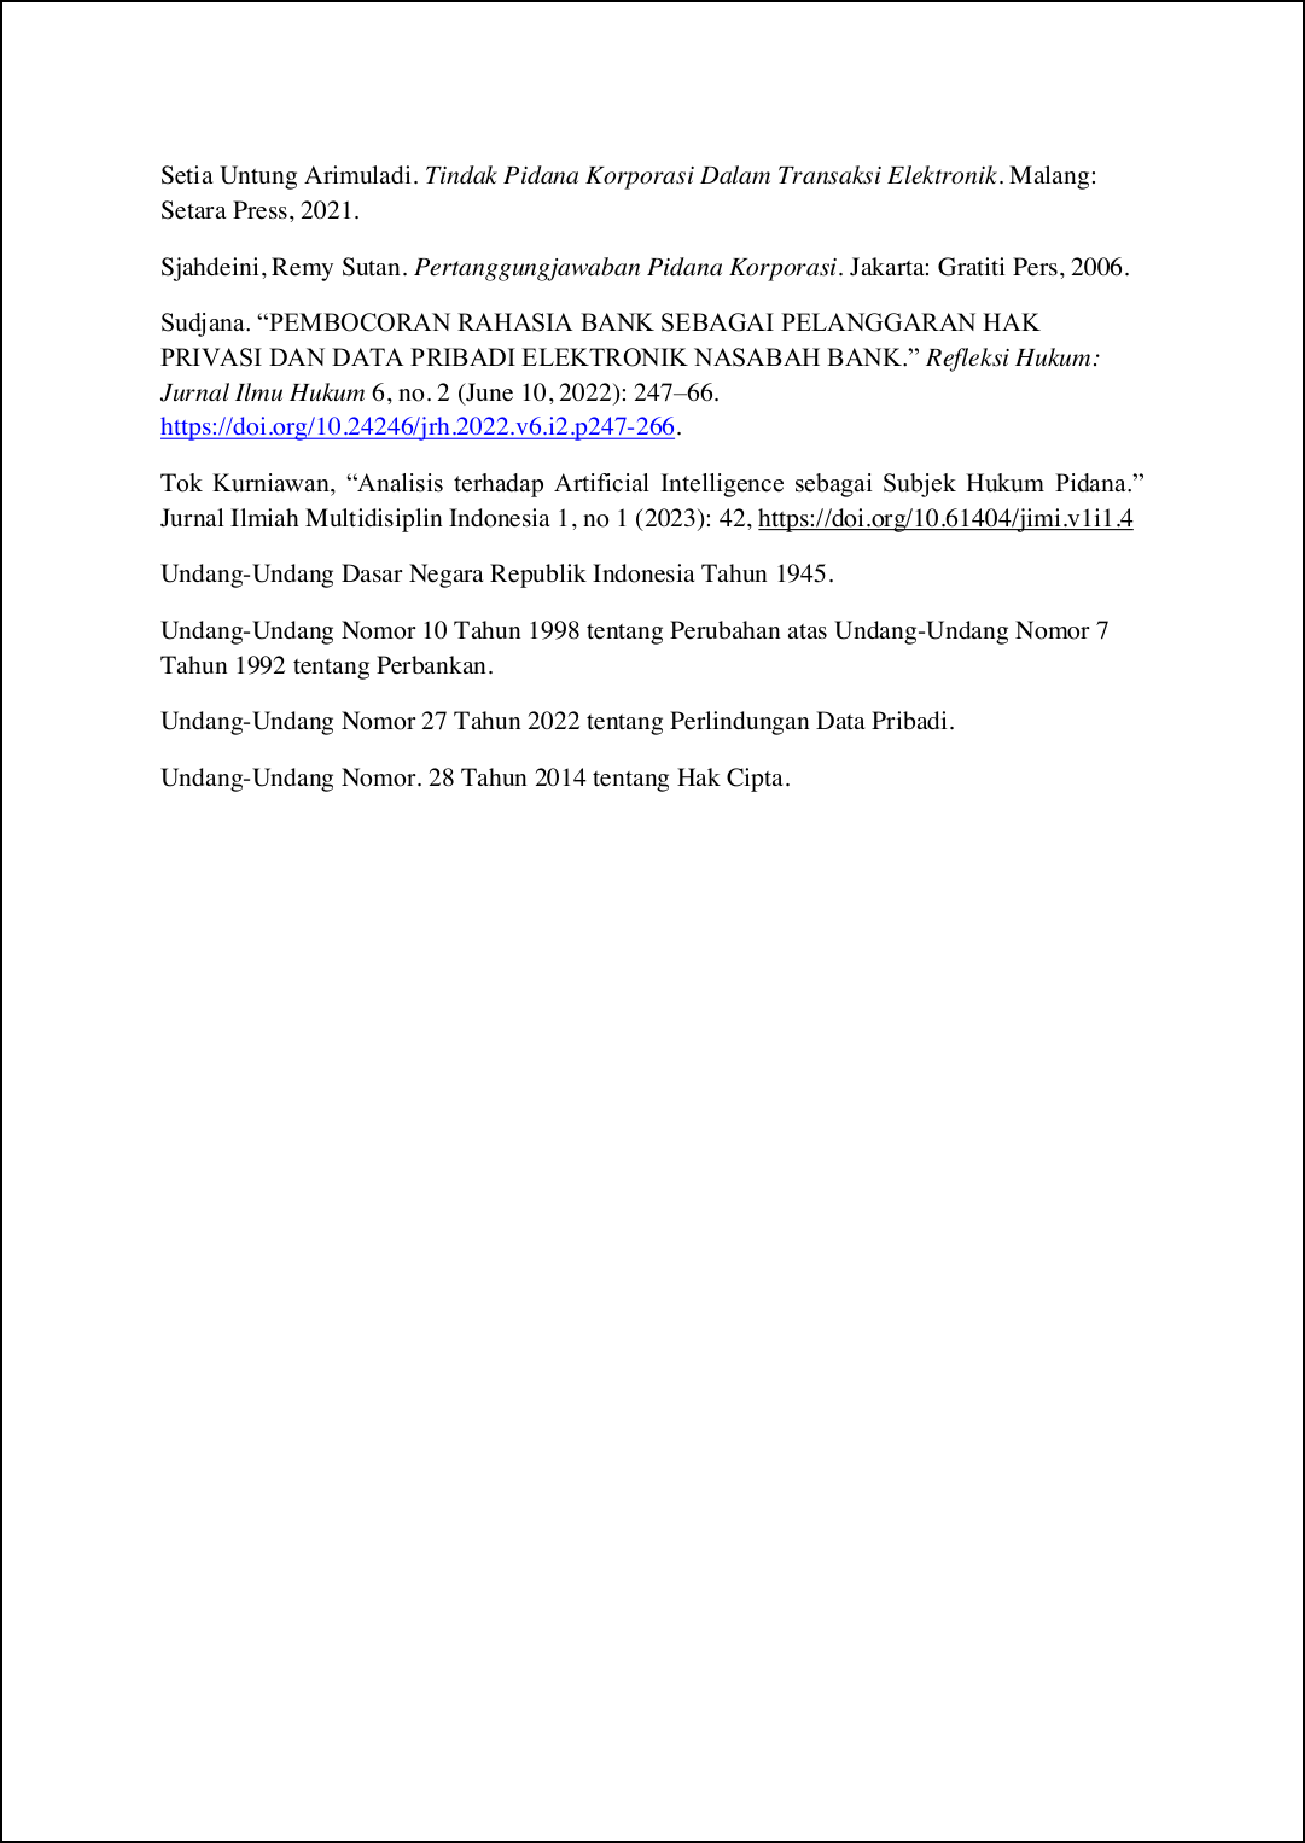 Setia Untung Arimuladi. Tindak Pidana Korporasi Dalam Transaksi Elektronik. Malang:
Setara Press, 2021.
Sjahdeini, Remy Sutan. Pertanggungjawaban Pidana Korporasi. Jakarta: Gratiti Pers, 2006.
Sudjana. “PEMBOCORAN RAHASIA BANK SEBAGAI PELANGGARAN HAK
PRIVASI DAN DATA PRIBADI ELEKTRONIK NASABAH BANK.” Refleksi Hukum:
Jurnal Ilmu Hukum 6, no. 2 (June 10, 2022): 247–66.
https://doi.org/10.24246/jrh.2022.v6.i2.p247-266.
Tok Kurniawan, “Analisis terhadap Artificial Intelligence sebagai Subjek Hukum Pidana.”
Jurnal Ilmiah Multidisiplin Indonesia 1, no 1 (2023): 42, https://doi.org/10.61404/jimi.v1i1.4
Undang-Undang Dasar Negara Republik Indonesia Tahun 1945.
Undang-Undang Nomor 10 Tahun 1998 tentang Perubahan atas Undang-Undang Nomor 7
Tahun 1992 tentang Perbankan.
Undang-Undang Nomor 27 Tahun 2022 tentang Perlindungan Data Pribadi.
Undang-Undang Nomor. 28 Tahun 2014 tentang Hak Cipta.